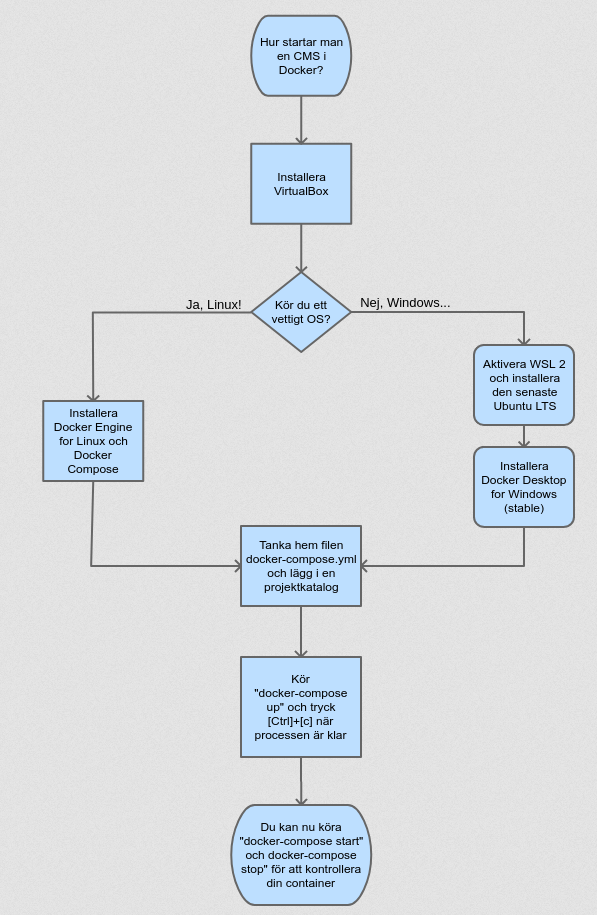 Hur startar man
en CMS i
Docker?
Installera
VirtualBox
Kör du ett
vettigt OS?
Ja, Linux!
Nej, Windows...
Aktivera WSL 2
och installera
den senaste
Ubuntu LTS
Installera
Docker Engine
for Linux och
Docker
Compose
Installera
Docker Desktop
for Windows
(stable)
Tanka hem filen
docker-compose.yml
och lägg i en
projektkatalog
Kör
"docker-compose
up" och tryck
[Ctrl]+[c] när
processen är klar
Du kan nu köra
"docker-compose start"
och docker-compose
stop" för att kontrollera
din container